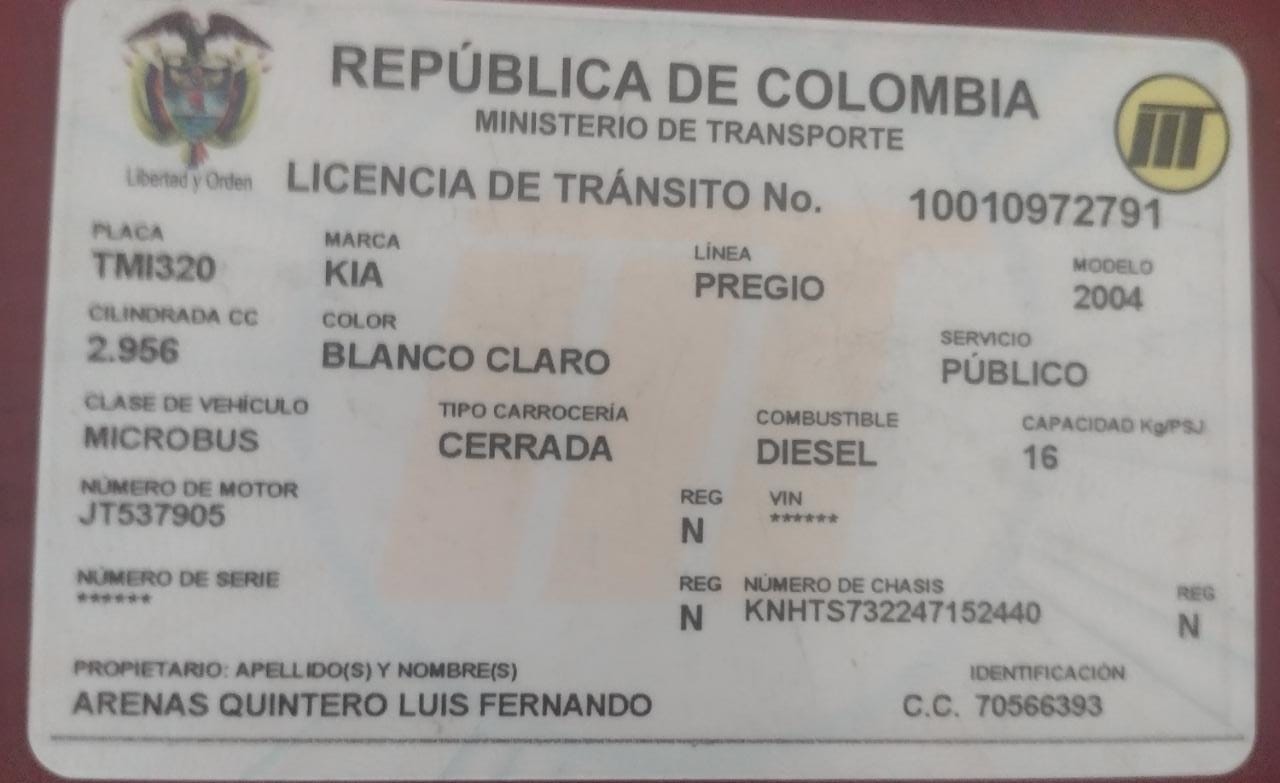 REPÚBLICA DE COLOMBIA
MINISTERIO DE TRANSPORTE
Libertad y Orden
LICENCIA DE TRÁNSITO No. 10010972791
PLACA MARCA LÍNEA MODELO
TMI320 KIA PREGIO 2004
CILINDRADA CC COLOR SERVICIO
2.956 BLANCO CLARO PÚBLICO
CLASE DE VEHÍCULO TIPO CARROCERÍA COMBUSTIBLE CAPACIDAD Kg/PSJ
MICROBUS CERRADA DIESEL 16
NÚMERO DE MOTOR REG VIN
JT537905 N ******
NÚMERO DE SERIE REG NÚMERO DE CHASIS REG
****** N KNHTS732247152440 N
PROPIETARIO: APELLIDO(S) Y NOMBRE(S) IDENTIFICACIÓN
ARENAS QUINTERO LUIS FERNANDO C.C. 70566393